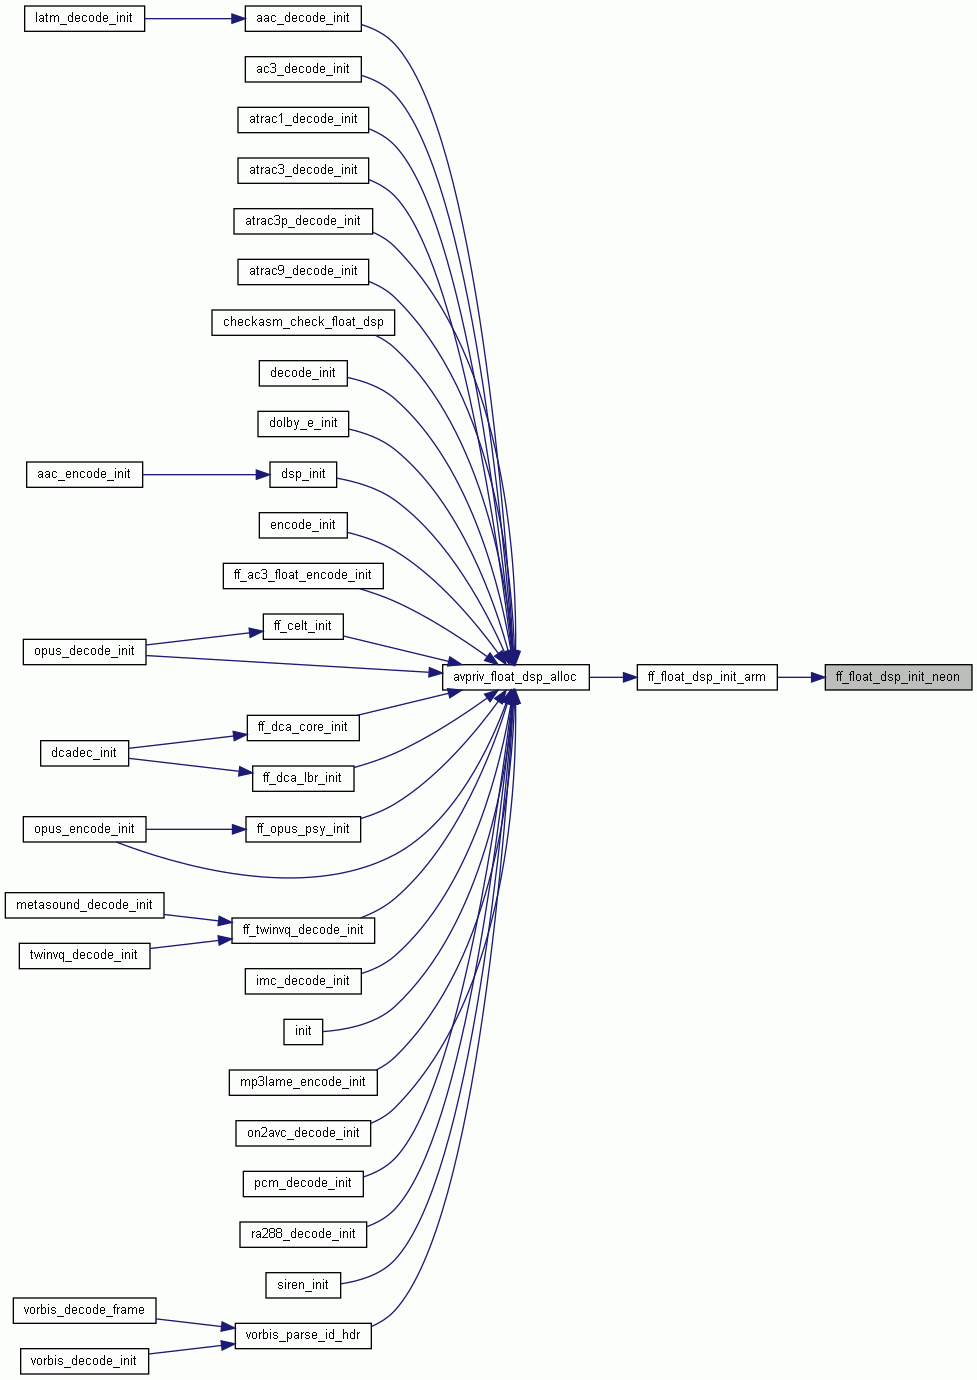 latm_decode_init
aac_decode_init
ac3_decode_init
atrac1_decode_init
atrac3_decode_init
atrac3p_decode_init
atrac9_decode_init
checkasm_check_float_dsp
decode_init
dolby_e_init
aac_encode_init
dsp_init
encode_init
ff_ac3_float_encode_init
ff_celt_init
opus_decode_init
avpriv_float_dsp_alloc
ff_float_dsp_init_arm
ff_float_dsp_init_neon
ff_dca_core_init
dcadec_init
ff_dca_lbr_init
opus_encode_init
ff_opus_psy_init
metasound_decode_init
ff_twinvq_decode_init
twinvq_decode_init
imc_decode_init
init
mp3lame_encode_init
on2avc_decode_init
pcm_decode_init
ra288_decode_init
siren_init
vorbis_decode_frame
vorbis_parse_id_hdr
vorbis_decode_init